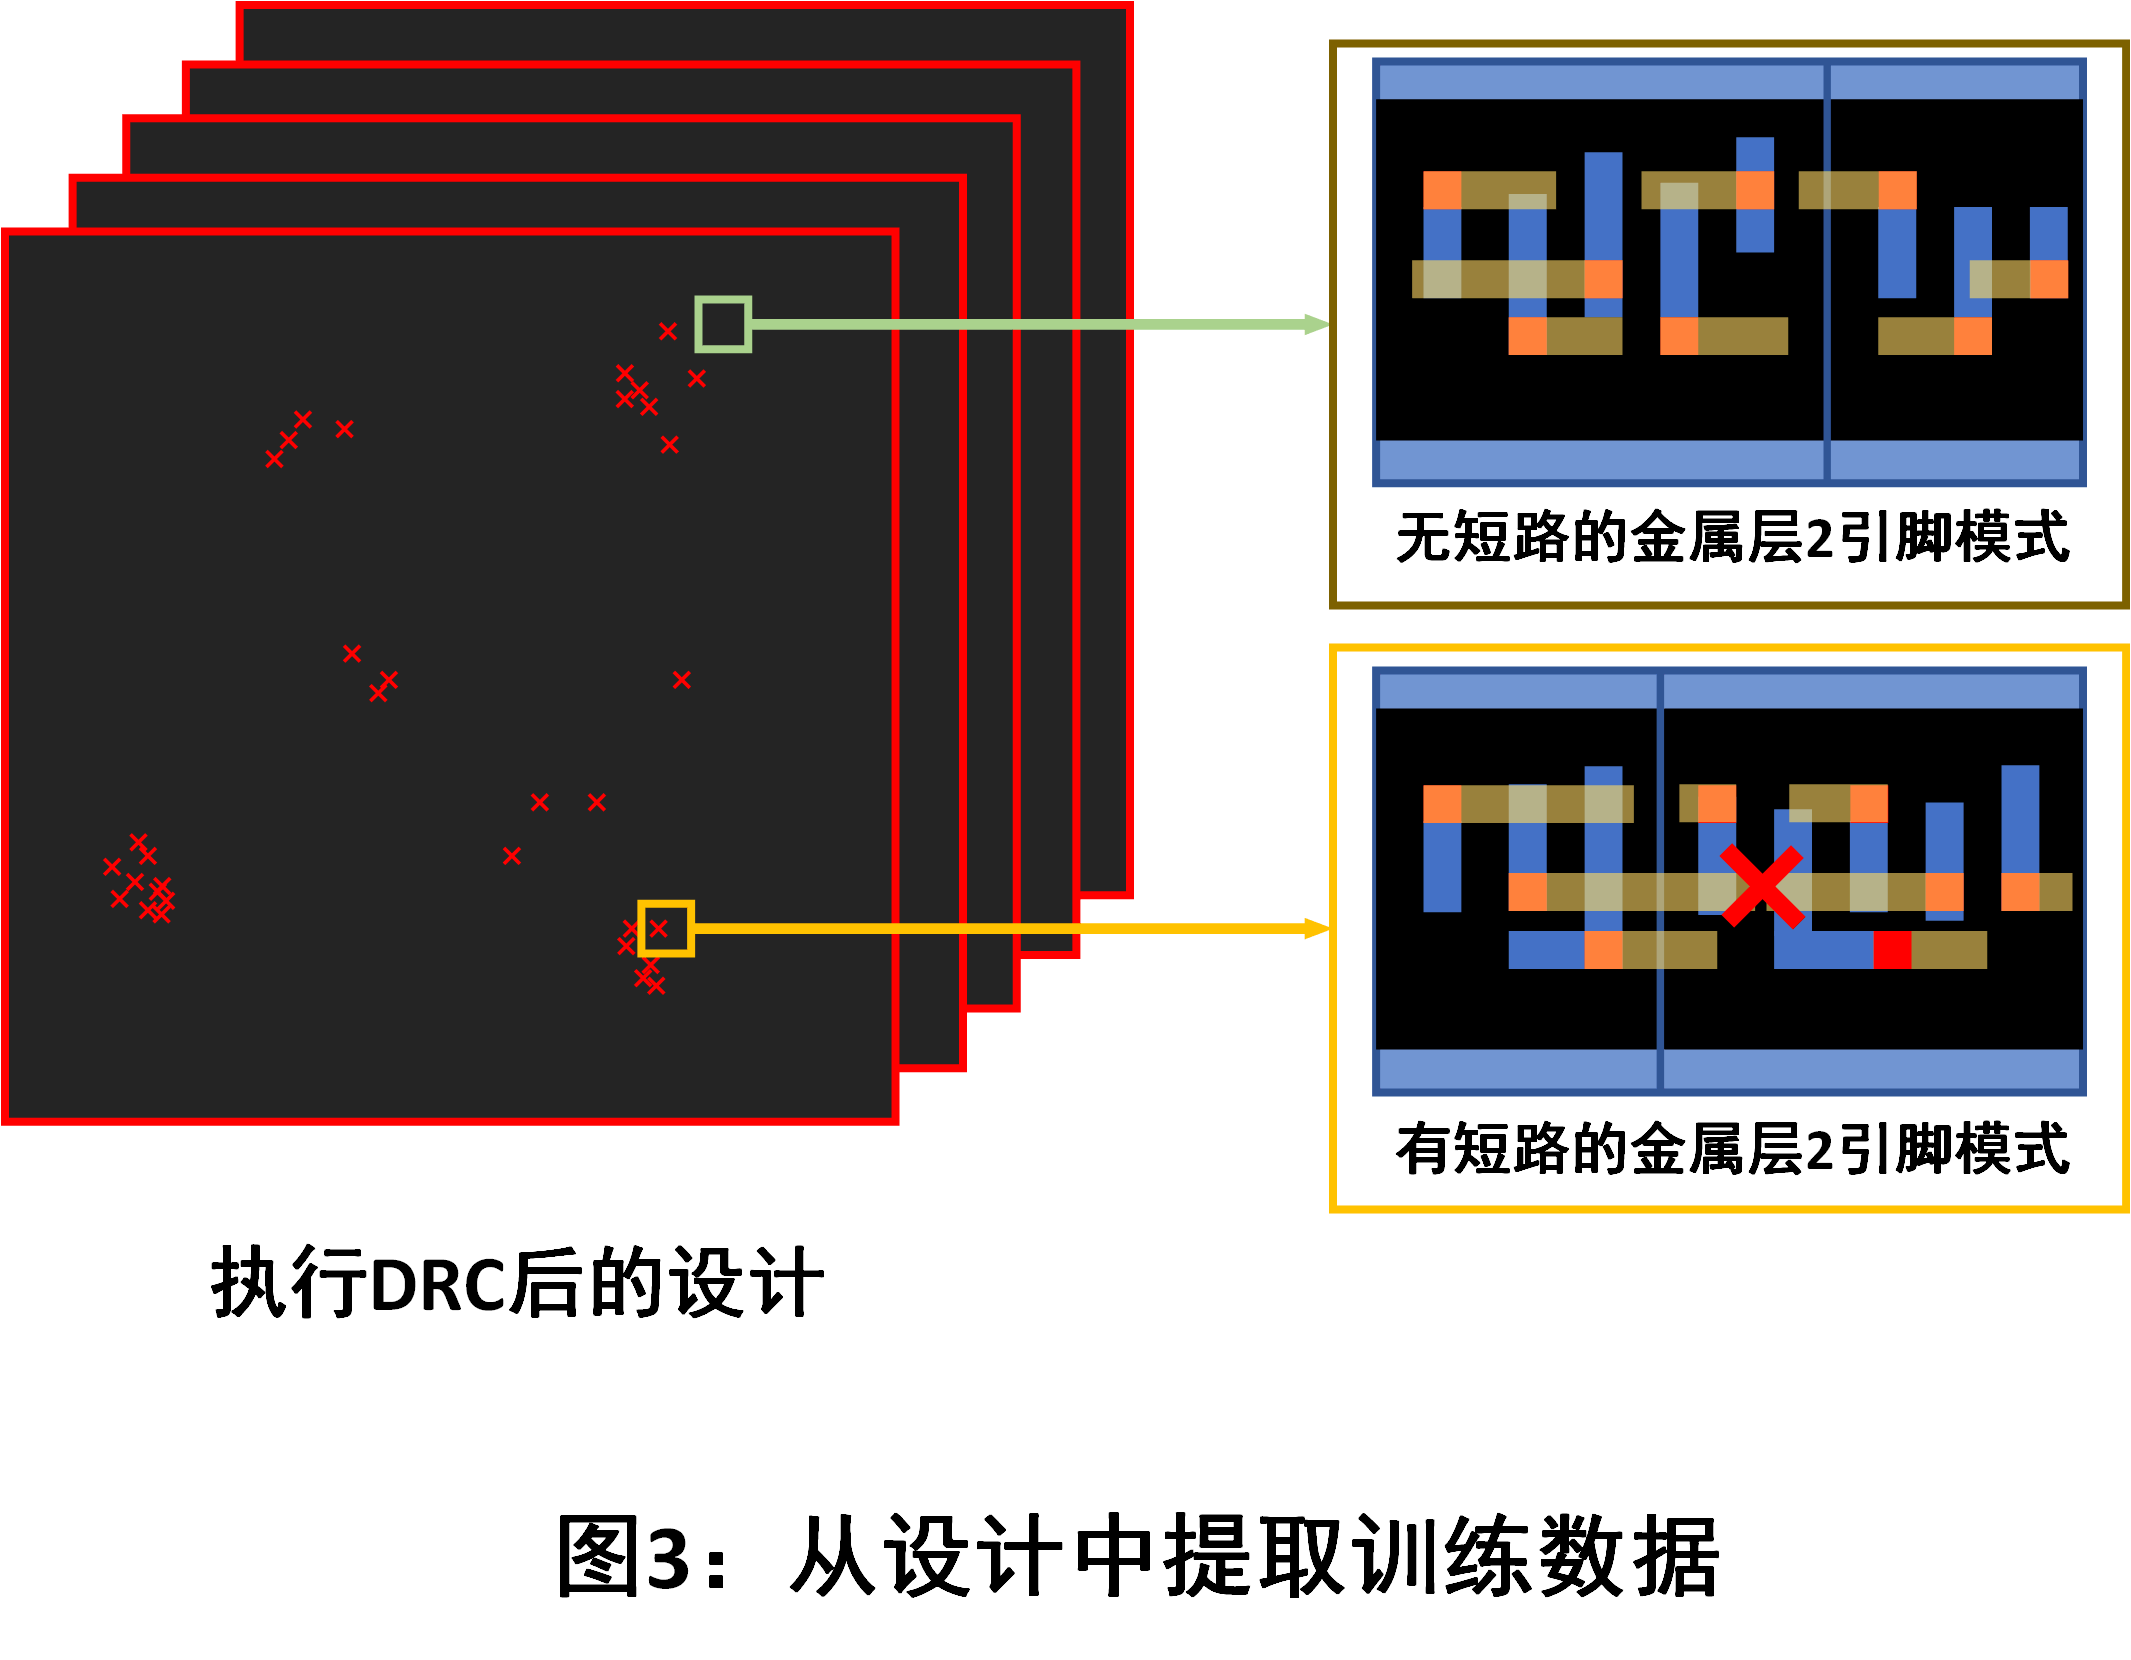 无短路的金属层2引脚模式
有短路的金属层2引脚模式
执行DRC后的设计
图3：从设计中提取训练数据